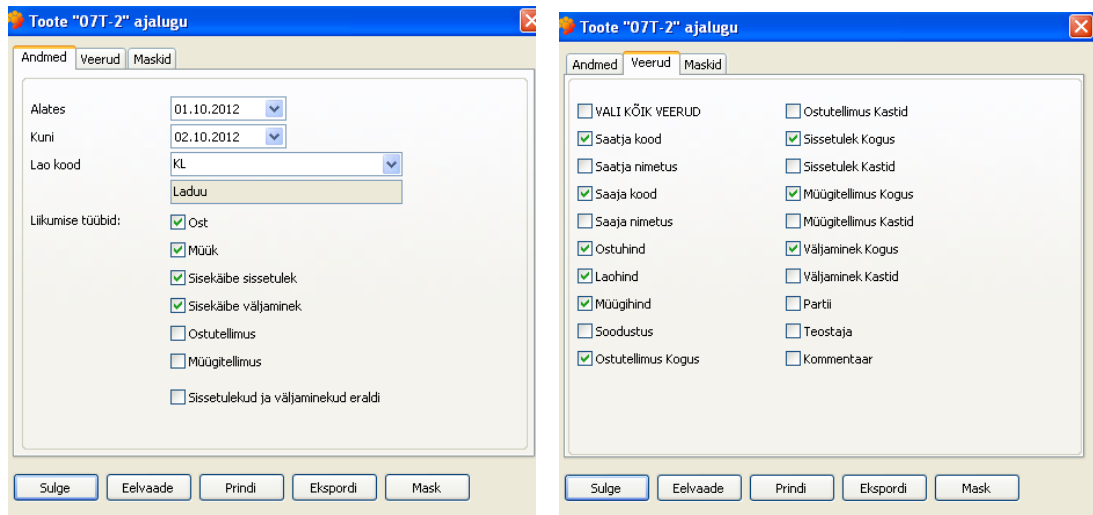 Toote "07T-2" ajalugu
Andmed Veerud Maskid
Alates 01.10.2012
Kuni 02.10.2012
Lao kood KL
Laduu
Liikumise tüübid: Ost
Müük
Sisekäibe sissetulek
Sisekäibe väljaminek
Ostutellimus
Müügitellimus
Sissetulekud ja väljaminekud eraldi
Sulge Eelvaade Prindi Ekspordi Mask
Toote "07T-2" ajalugu
Andmed Veerud Maskid
VALI KÕIK VEERUD Ostutellimus Kastid
Saatja kood Sissetulek Kogus
Saatja nimetus Sissetulek Kastid
Saaja kood Müügitellimus Kogus
Saaja nimetus Müügitellimus Kastid
Ostuhind Väljaminek Kogus
Laohind Väljaminek Kastid
Müügihind Partii
Soodustus Teostaja
Ostutellimus Kogus Kommentaar
Sulge Eelvaade Prindi Ekspordi Mask